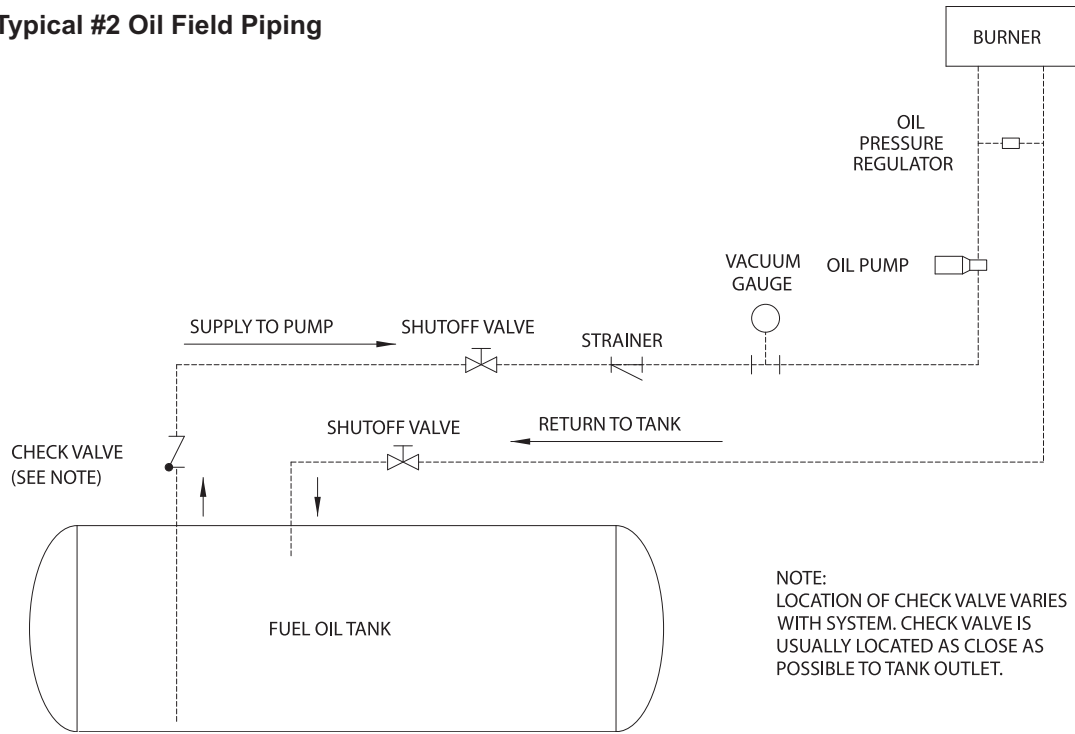 Typical #2 Oil Field Piping
BURNER
OIL
PRESSURE
REGULATOR
VACUUM
GAUGE
OIL PUMP
SUPPLY TO PUMP
SHUTOFF VALVE
STRAINER
SHUTOFF VALVE
RETURN TO TANK
CHECK VALVE
(SEE NOTE)
FUEL OIL TANK
NOTE:
LOCATION OF CHECK VALVE VARIES
WITH SYSTEM. CHECK VALVE IS
USUALLY LOCATED AS CLOSE AS
POSSIBLE TO TANK OUTLET.